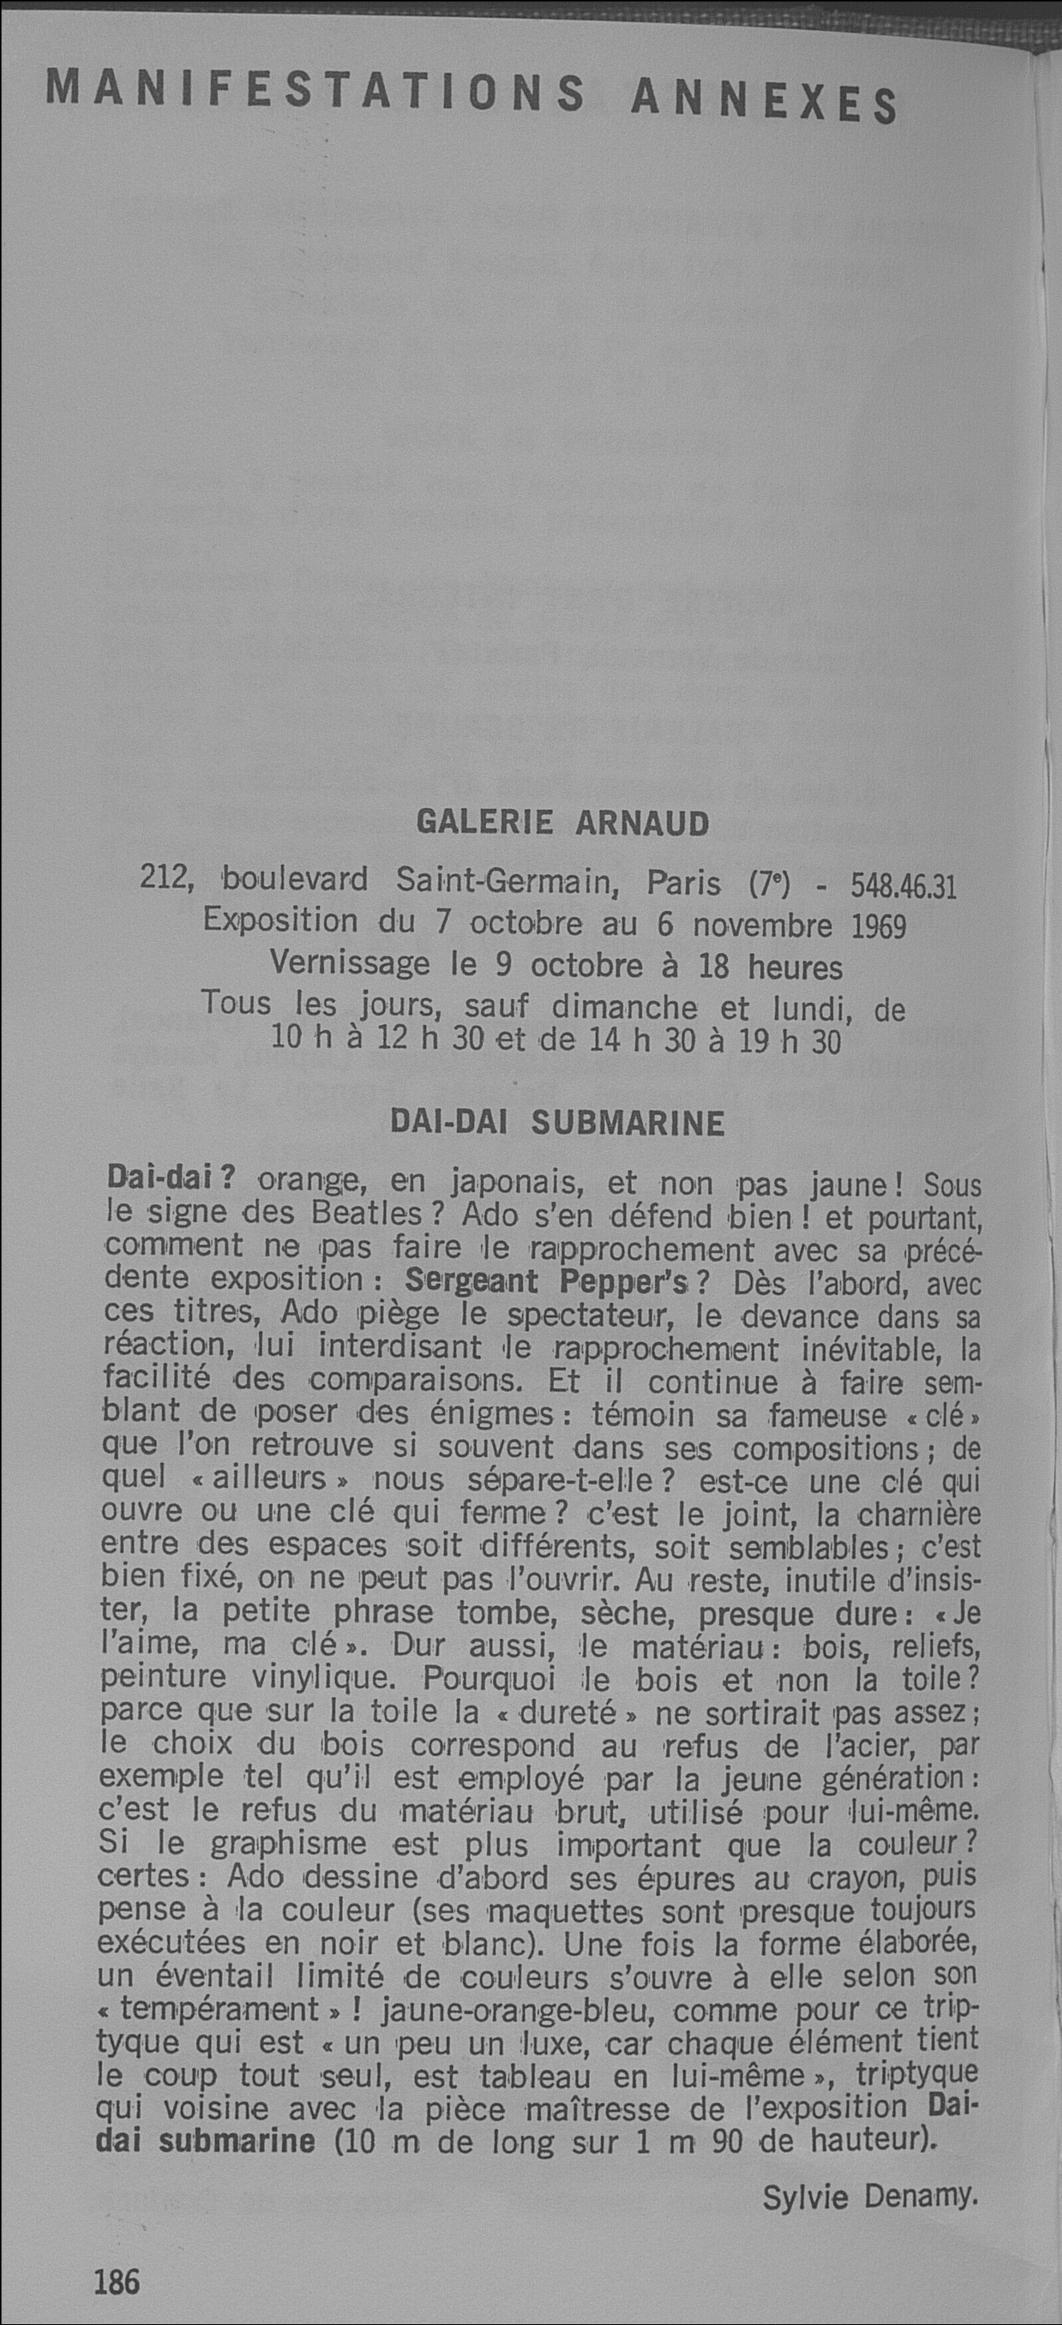 MANIFESTATIONS ANNEXES
GALERIE ARNAUD
212, boulevard Saint-Germain, Paris (7e) - 548.46.31
Exposition du 7 octobre au 6 novembre 1969
Vernissage le 9 octobre à 18 heures
Tous les jours, sauf dimanche et lundi, de
10 h à 12 h 30 et de 14 h 30 à 19 h 30
DAI-DAI SUBMARINE
Dai-dai ? orange, en japonais, et non pas jaune ! Sous
le signe des Beatles ? Ado s'en défend bien ! et pourtant,
comment ne pas faire le rapprochement avec sa précé-
dente exposition : Sergeant Pepper's ? Dès l'abord, avec
ces titres, Ado piège le spectateur, le devance dans sa
réaction, lui interdisant le rapprochement inévitable, la
facilité des comparaisons. Et il continue à faire sem-
blant de poser des énigmes : témoin sa fameuse « clé »
que l'on retrouve si souvent dans ses compositions ; de
quel « ailleurs » nous sépare-t-elle ? est-ce une clé qui
ouvre ou une clé qui ferme ? c'est le joint, la charnière
entre des espaces soit différents, soit semblables ; c'est
bien fixé, on ne peut pas l'ouvrir. Au reste, inutile d'insis-
ter, la petite phrase tombe, sèche, presque dure : « Je
l'aime, ma clé ». Dur aussi, le matériau : bois, reliefs,
peinture vinylique. Pourquoi le bois et non la toile ?
parce que sur la toile la « dureté » ne sortirait pas assez ;
le choix du bois correspond au refus de l'acier, par
exemple tel qu'il est employé par la jeune génération :
c'est le refus du matériau brut, utilisé pour lui-même.
Si le graphisme est plus important que la couleur ?
certes : Ado dessine d'abord ses épures au crayon, puis
pense à la couleur (ses maquettes sont presque toujours
exécutées en noir et blanc). Une fois la forme élaborée,
un éventail limité de couleurs s'ouvre à elle selon son
« tempérament » ! jaune-orange-bleu, comme pour ce trip-
tyque qui est « un peu un luxe, car chaque élément tient
le coup tout seul, est tableau en lui-même », triptyque
qui voisine avec la pièce maîtresse de l'exposition Dai-
dai submarine (10 m de long sur 1 m 90 de hauteur).
Sylvie Denamy.
186